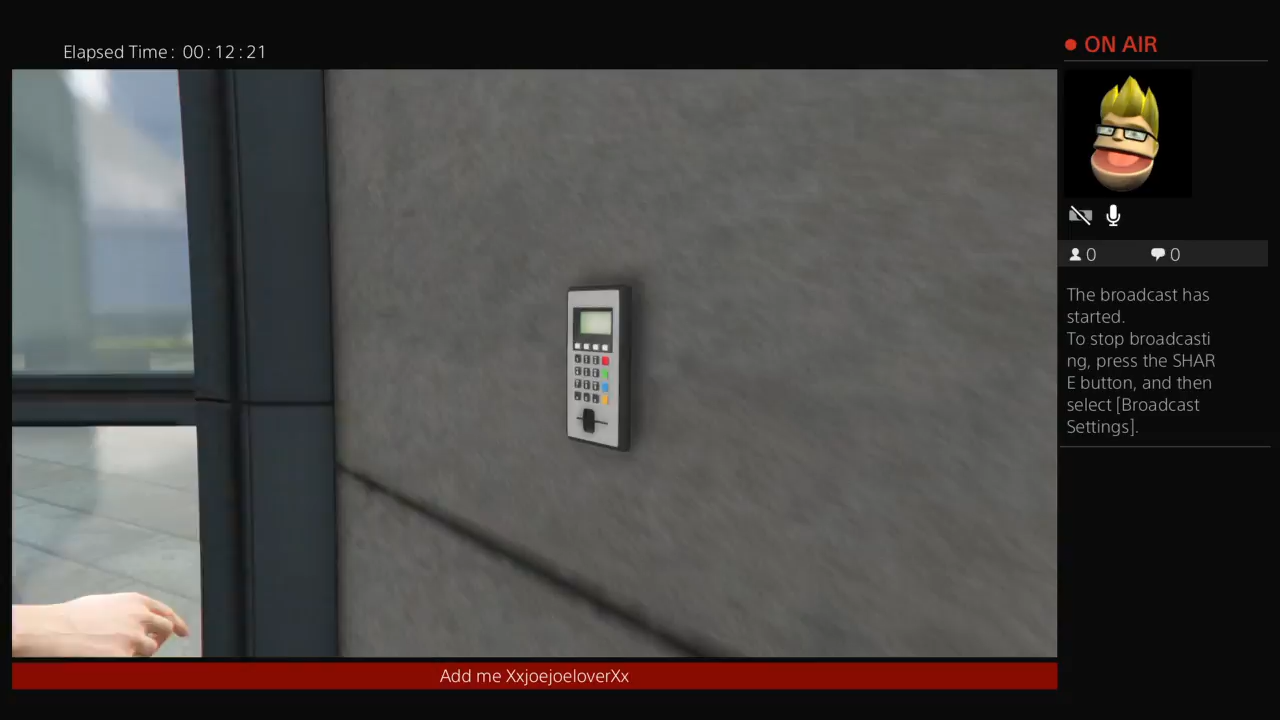 Elapsed Time: 00:12:21
ON AIR
0
0
The broadcast has
started.
To stop broadcasti
ng, press the SHAR
E button, and then
select [Broadcast
Settings].
Add me XxjoejoeloverXx